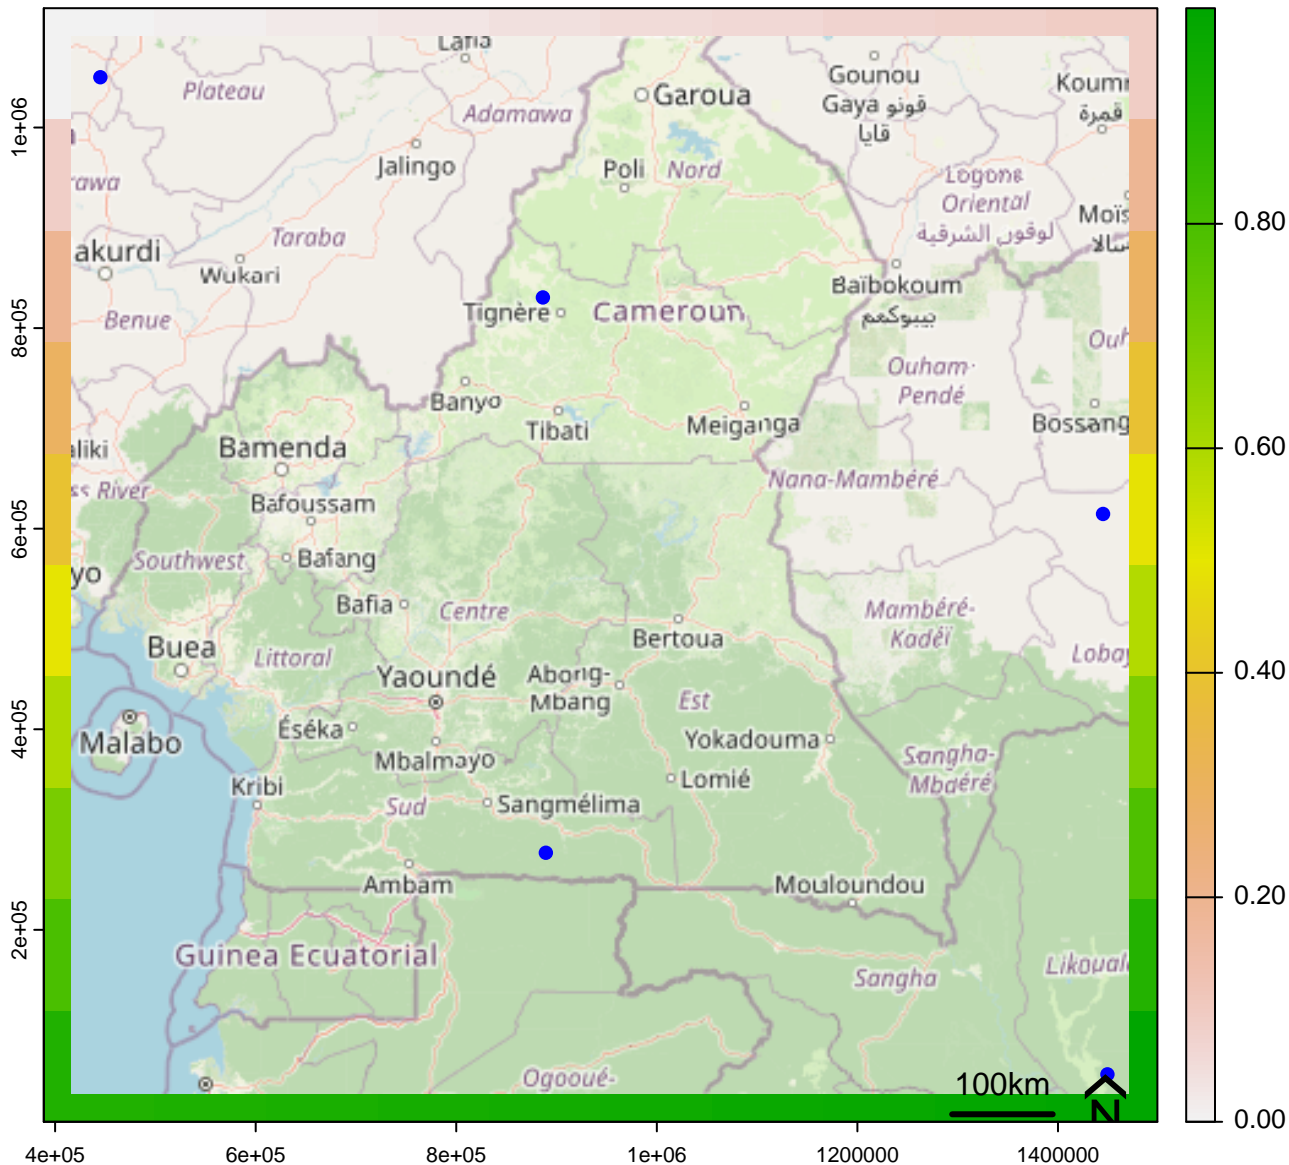 Lafia
Plateau
Adamawa
Garoua
Gounou
Gaya قونو
قايا
Koumr
قمرة
Jalingo
Poli
Nord
rawa
Logone
Oriental
لوقون الشرقية
Moïs
akurdi
Taraba
Wukari
Baïbokoum
بيبوكوم
Tignère
Cameroun
Benue
Ouh
Ouham-
Pendé
Banyo
Tibati
Meiganga
Bossang
aliki
Bamenda
ss River
Nana-Mambéré
Bafoussam
Southwest
Bafang
yo
Bafia
Centre
Mambéré-
Kadéï
Bertoua
Buea
Littoral
Lobay
Yaoundé
Abong-
Mbang
Est
Malabo
Éséka
Yokadouma
Mbalmayo
Sangha-
Mbaéré
Kribi
Lomié
Sud
Sangmélima
Ambam
Mouloundou
Guinea Ecuatorial
Sangha
Likouala
Ogooué-
100km
N
1e+06
8e+05
6e+05
4e+05
2e+05
4e+05
6e+05
8e+05
1e+06
1200000
1400000
0.80
0.60
0.40
0.20
0.00